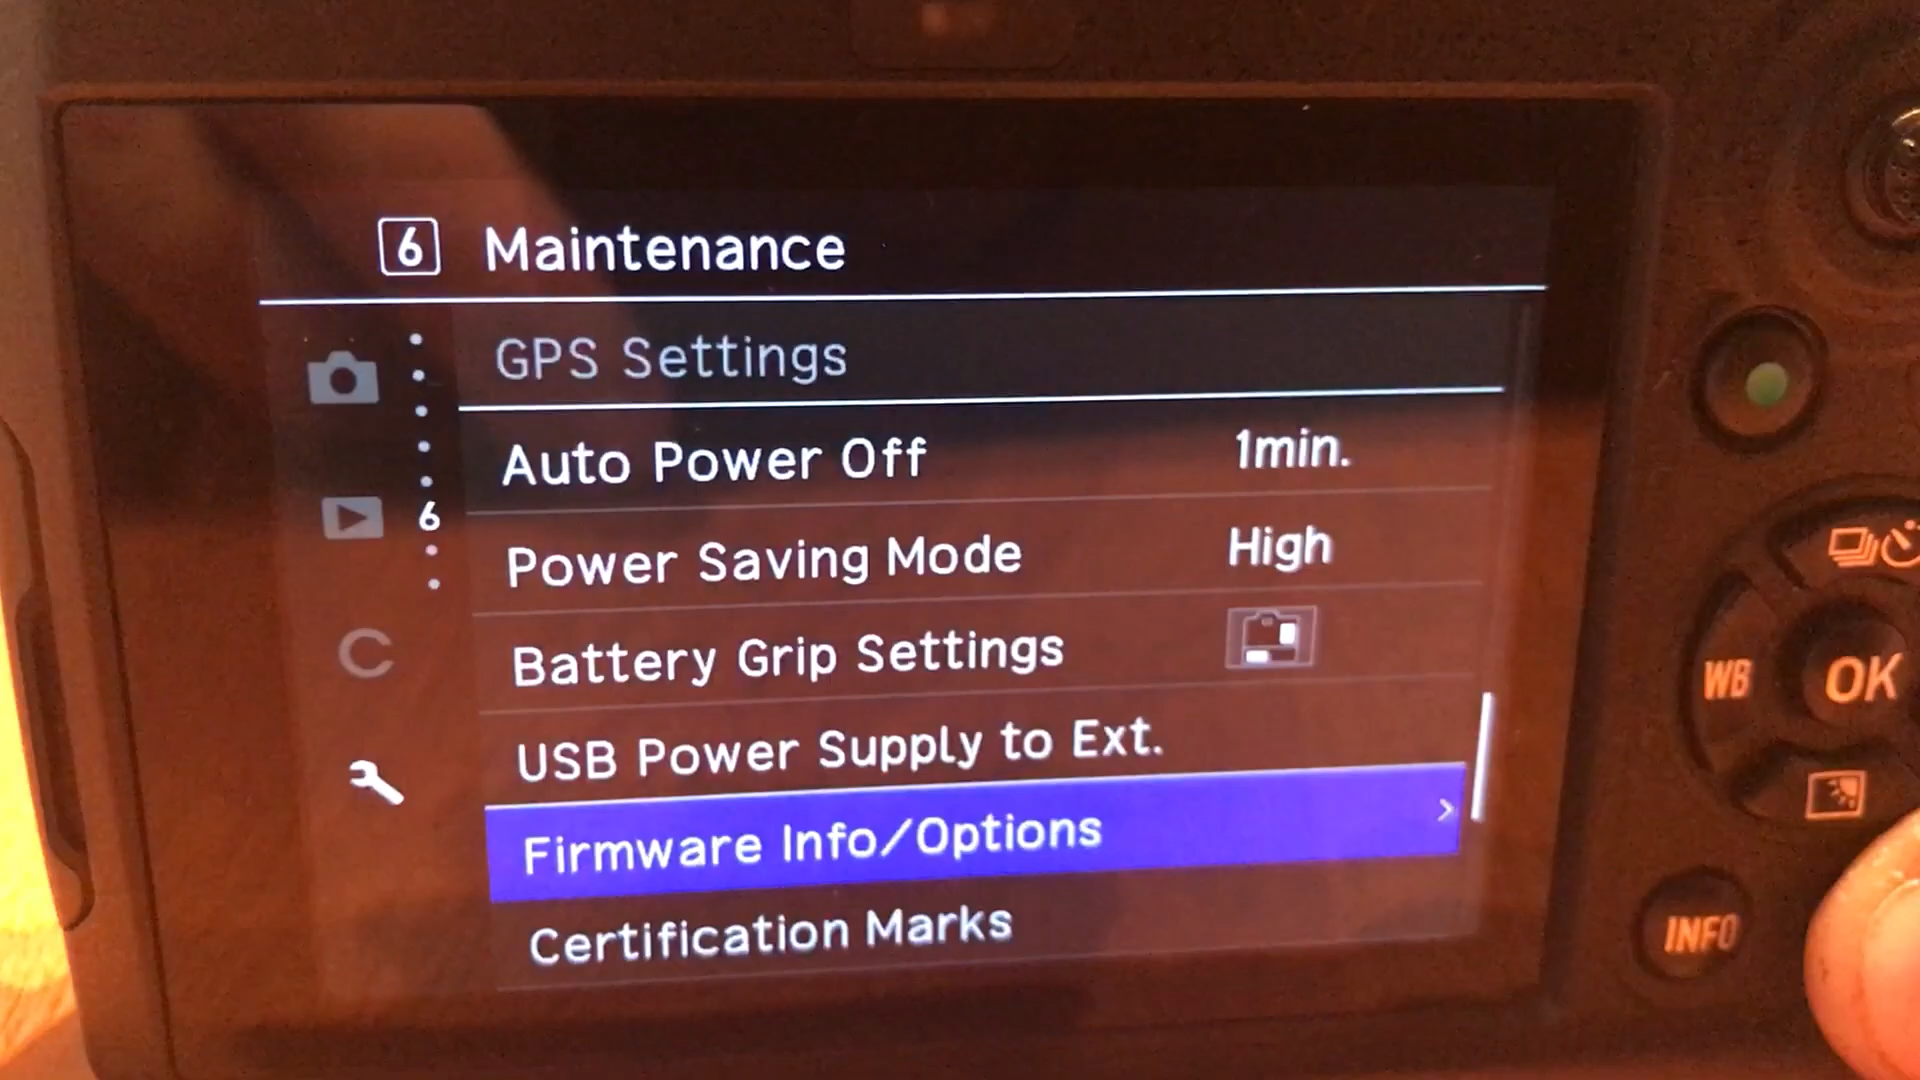 6 Maintenance
GPS Settings
Auto Power Off 1min.
6
Power Saving Mode High
Battery Grip Settings
C
USB Power Supply to Ext.
Firmware Info/Options >
Certification Marks
WB
OK
INFO